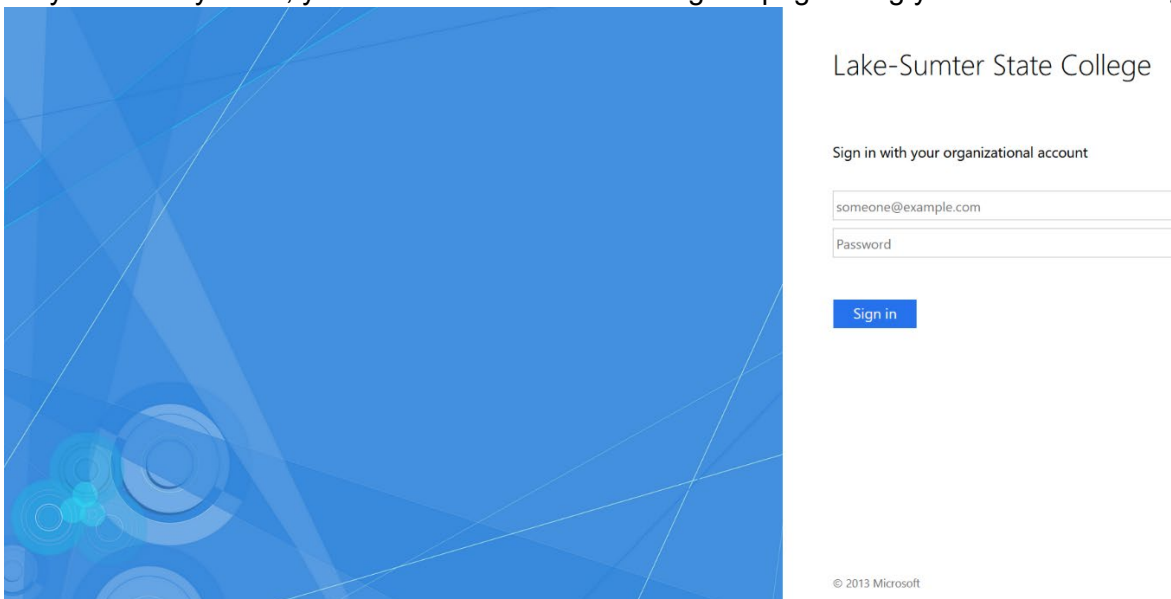 Lake-Sumter State College
Sign in with your organizational account
someone@example.com
Password
Sign in
© 2013 Microsoft